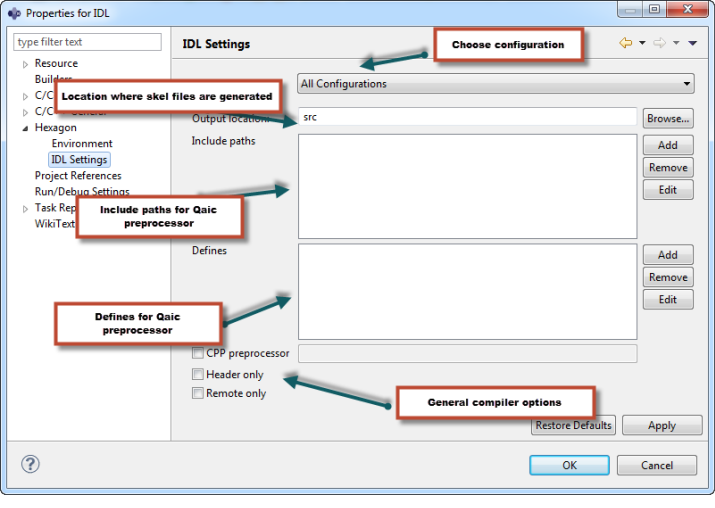 Properties for IDL
type filter text
IDL Settings
Choose configuration
Resource
Builders
All Configurations
C/C
Location where skel files are generated
C/C++ General
Output location:
src
Browse...
Hexagon
Include paths
Environment
Add
IDL Settings
Remove
Project References
Edit
Run/Debug Settings
Task Rep
Include paths for Qaic
preprocessor
WikiText
Defines
Add
Remove
Edit
Defines for Qaic
preprocessor
CPP preprocessor
Header only
Remote only
General compiler options
Restore Defaults
Apply
?
OK
Cancel